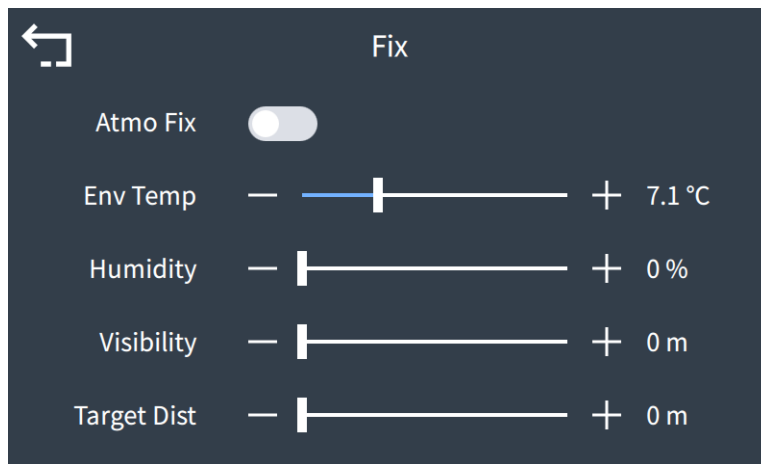 Fix
Atmo Fix
Env Temp 7.1 °C
Humidity 0 %
Visibility 0 m
Target Dist 0 m